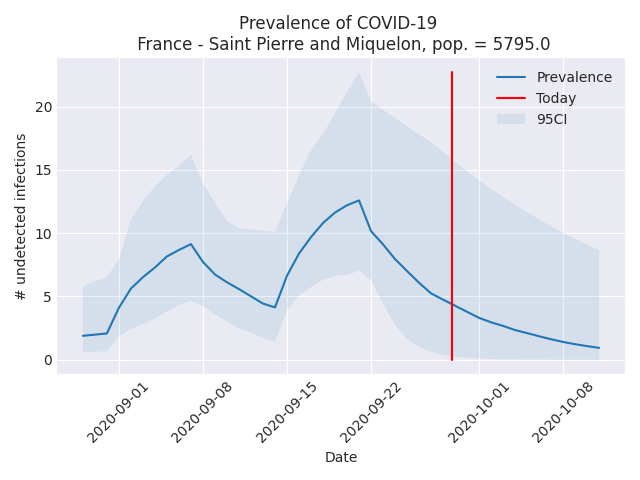 Prevalence of COVID-19
France - Saint Pierre and Miquelon, pop. = 5795.0
Prevalence
Today
95CI
# undetected infections
20
15
10
5
0
2020-09-01
2020-09-08
2020-09-15
2020-09-22
2020-10-01
2020-10-08
Date